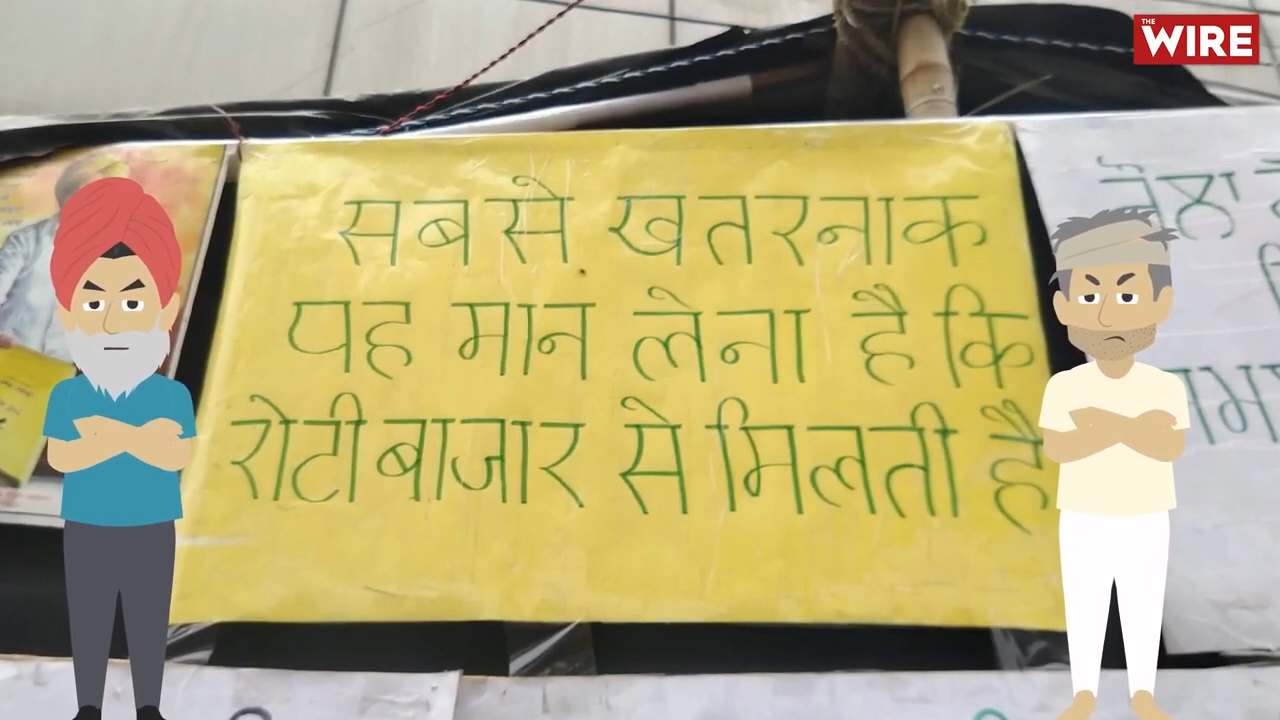 THE
WIRE
सबसे खतरनाक
यह मान लेना है कि
रोटी बाजार से मिलती है